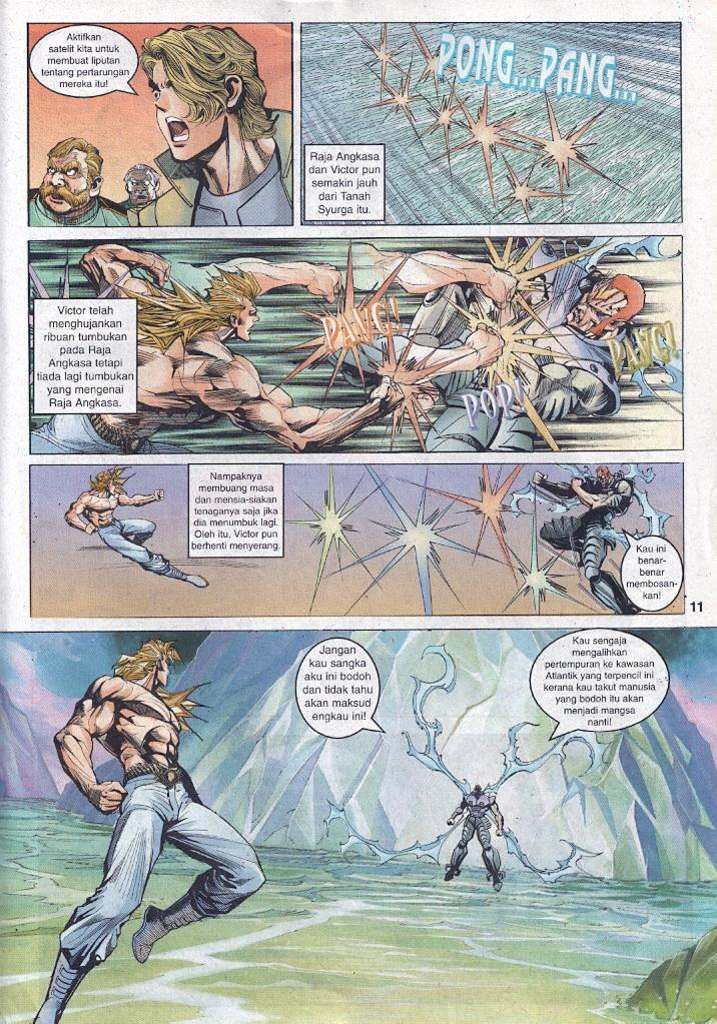 Aktifkan
satelit kita untuk
membuat liputan
tentang pertarungan
mereka itu!
PONG...PANG...
Raja Angkasa
dan Victor pun
semakin jauh
dari Tanah
Syurga itu.
Victor telah
menghujankan
ribuan tumbukan
pada Raja
Angkasa tetapi
tiada lagi tumbukan
yang mengenai
Raja Angkasa.
PANG!
POP!
PANG!
Nampaknya
membuang masa
dan mensia-siakan
tenaganya saja jika
dia menumbuk lagi.
Oleh itu, Victor pun
berhenti menyerang.
Kau ini
benar-
benar
membosan-
kan!
11
Jangan
kau sangka
aku ini bodoh
dan tidak tahu
akan maksud
engkau ini!
Kau sengaja
mengalihkan
pertempuran ke kawasan
Atlantik yang terpencil ini
kerana kau takut manusia
yang bodoh itu akan
menjadi mangsa
nanti!